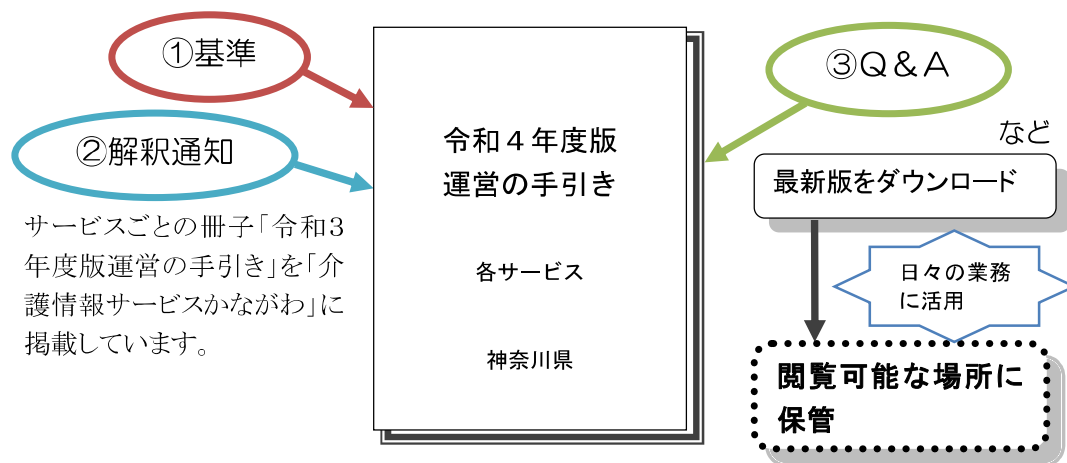 ①基準
②解釈通知
サービスごとの冊子「令和３
年度版運営の手引き」を「介
護情報サービスかながわ」に
掲載しています。
令和４年度版
運営の手引き
各サービス
神奈川県
③Ｑ＆Ａ
など
最新版をダウンロード
日々の業務
に活用
閲覧可能な場所に
保管